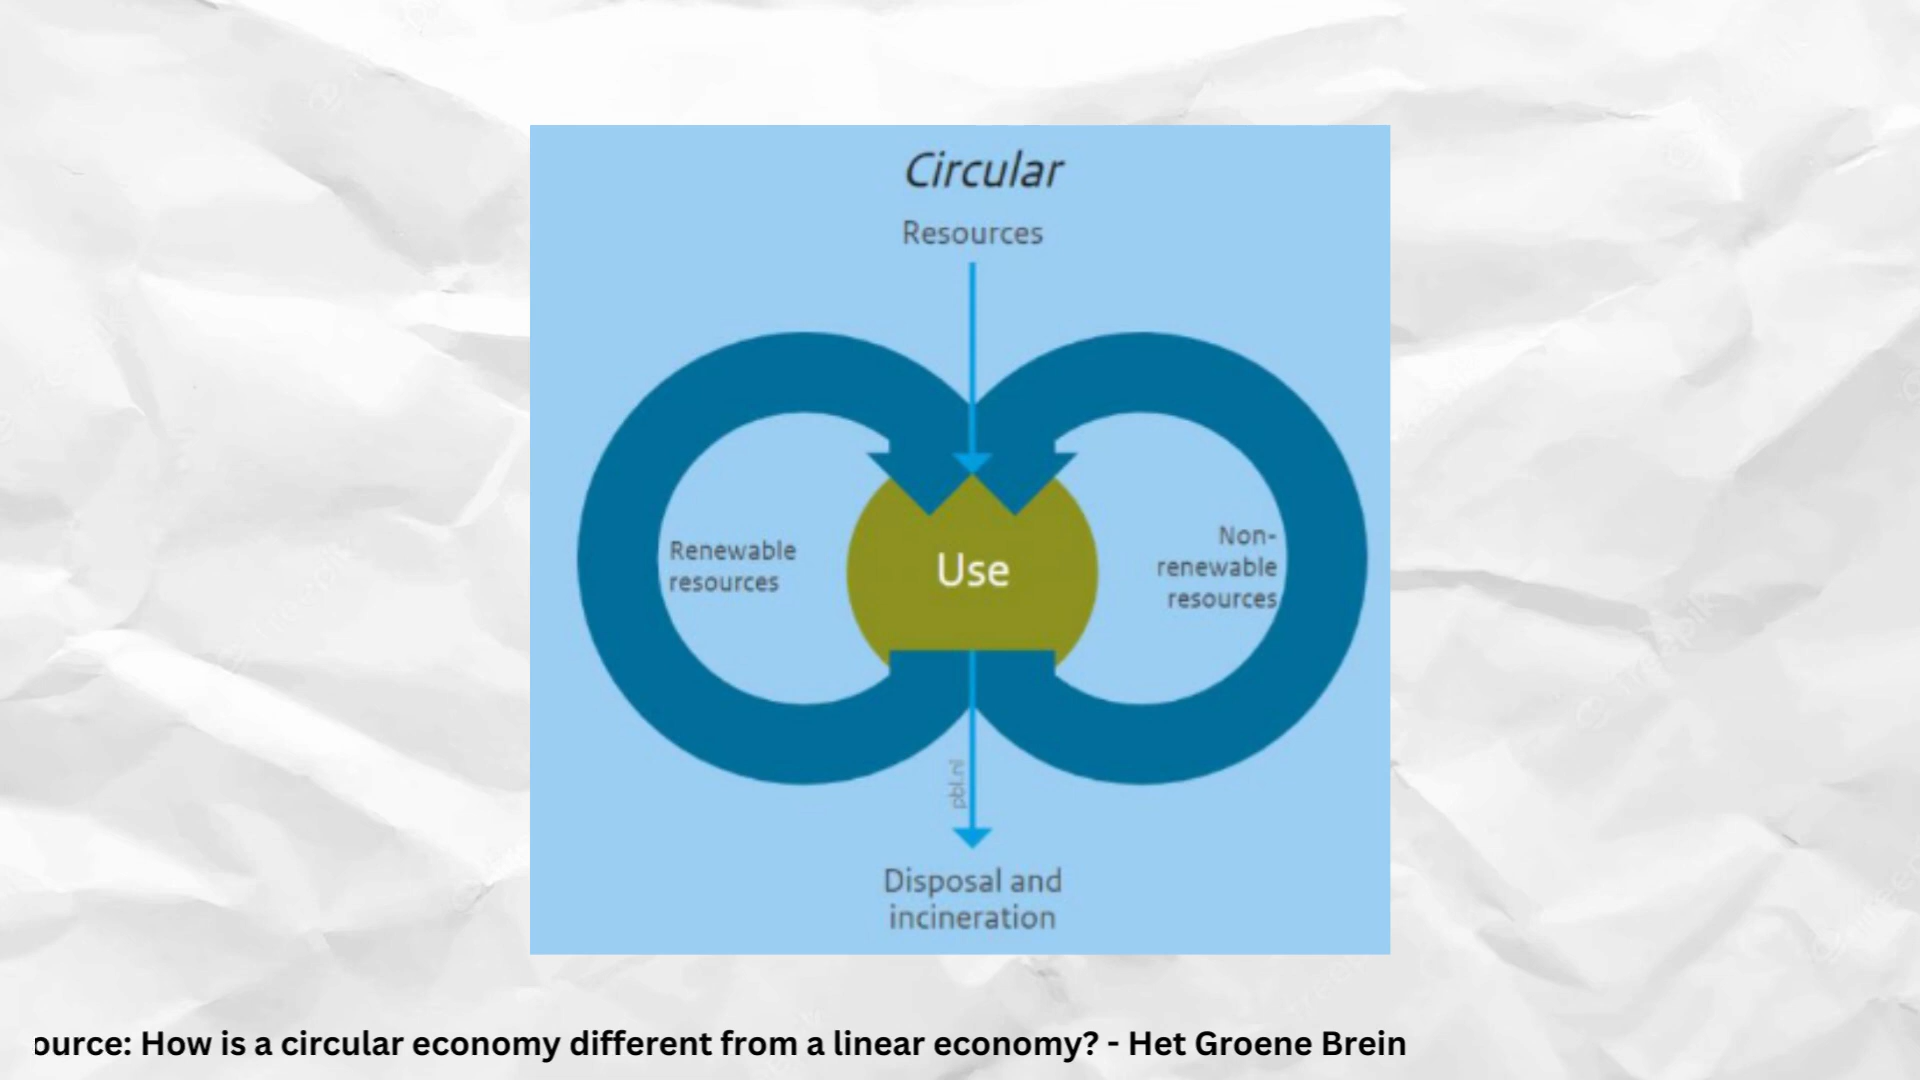 Circular
Resources
Renewable
resources
Use
Non-
renewable
resources
pbl.nl
Disposal and
incineration
ource: How is a circular economy different from a linear economy? - Het Groene Brein